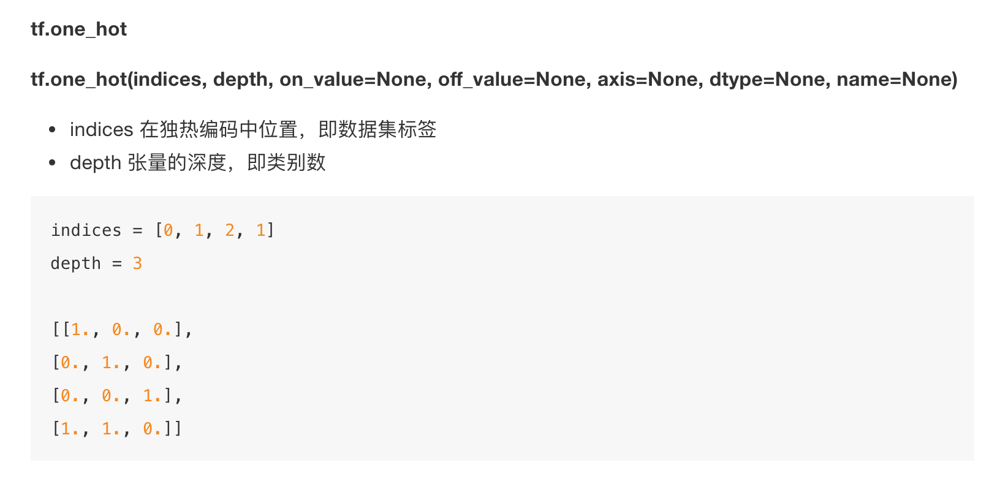 tf.one_hot
tf.one_hot(indices, depth, on_value=None, off_value=None, axis=None, dtype=None, name=None)
• indices 在独热编码中位置，即数据集标签
• depth 张量的深度，即类别数
indices = [0, 1, 2, 1]
depth = 3
[[1., 0., 0.],
[0., 1., 0.],
[0., 0., 1.],
[1., 1., 0.]]